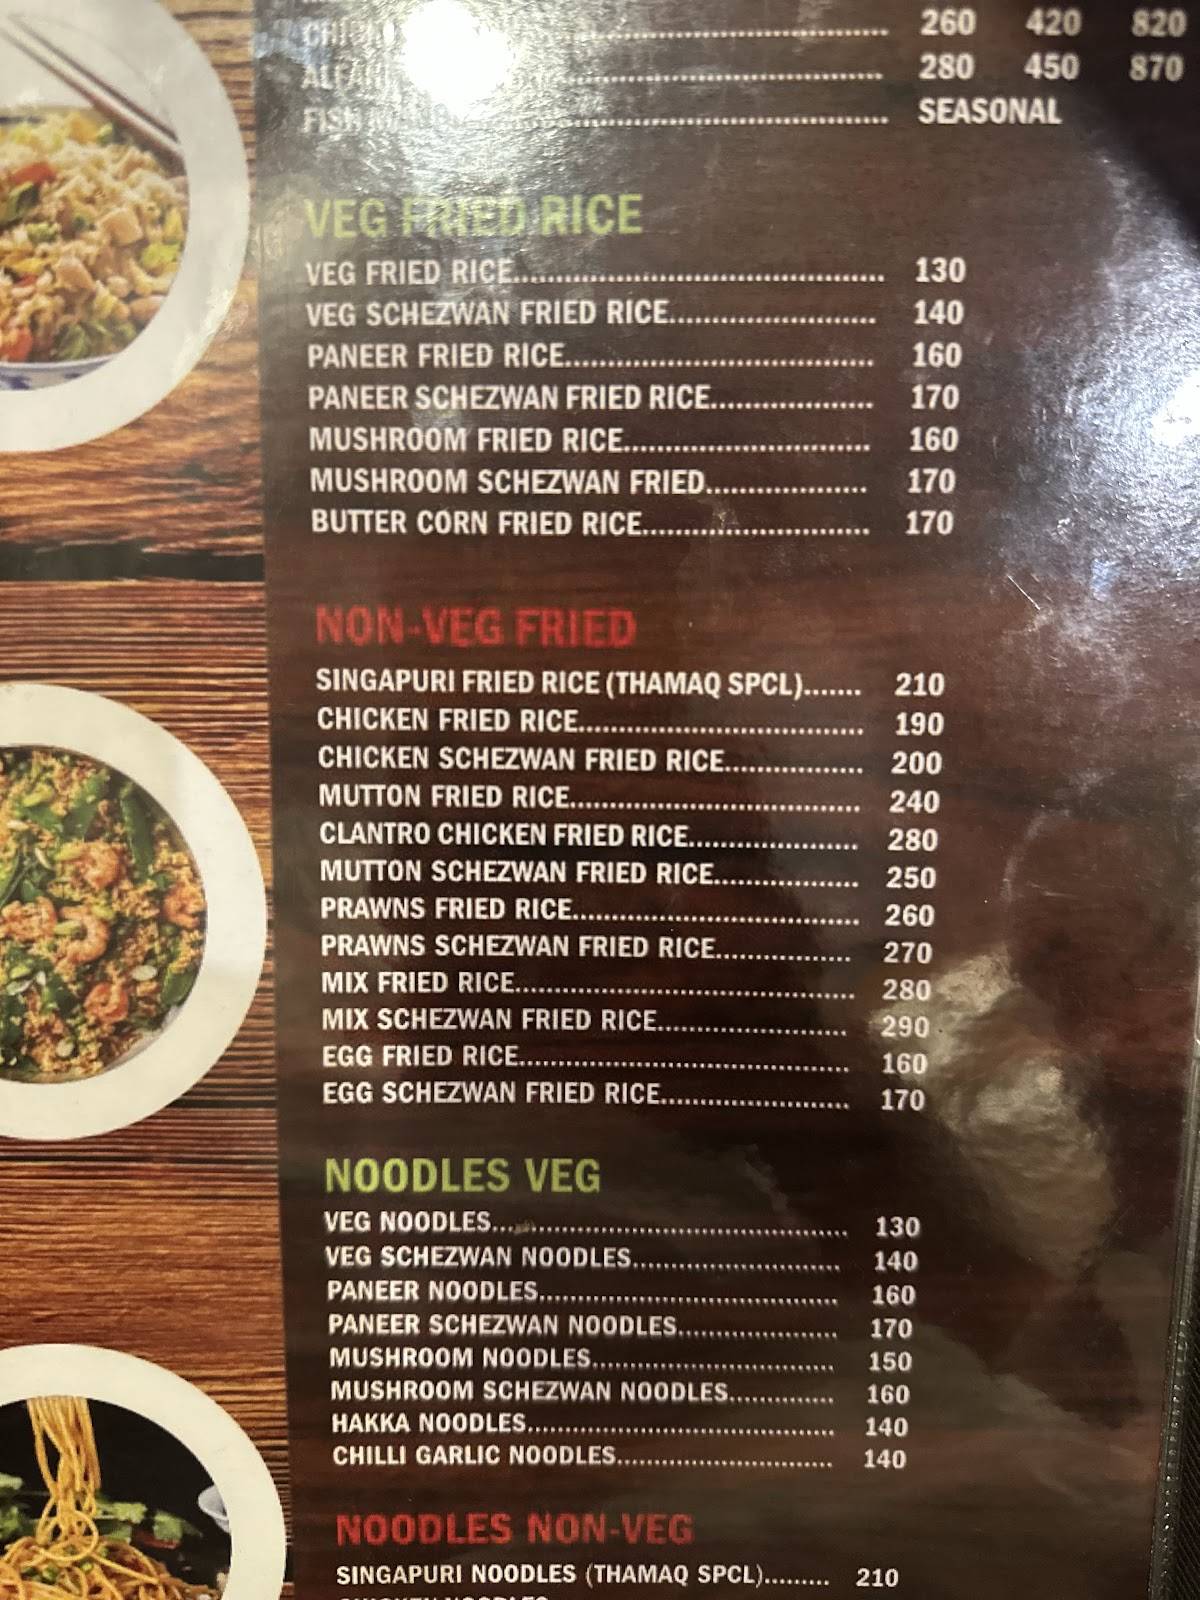 260 420 820
280 450 870
FISH SEASONAL
VEG FRIED RICE
VEG FRIED RICE........................................... 130
VEG SCHEZWAN FRIED RICE........................ 140
PANEER FRIED RICE.................................... 160
PANEER SCHEZWAN FRIED RICE................... 170
MUSHROOM FRIED RICE............................. 160
MUSHROOM SCHEZWAN FRIED................... 170
BUTTER CORN FRIED RICE........................... 170
NON-VEG FRIED
SINGAPURI FRIED RICE (THAMAQ SPCL)....... 210
CHICKEN FRIED RICE.................................... 190
CHICKEN SCHEZWAN FRIED RICE................. 200
MUTTON FRIED RICE..................................... 240
CLANTRO CHICKEN FRIED RICE..................... 280
MUTTON SCHEZWAN FRIED RICE.................. 250
PRAWNS FRIED RICE..................................... 260
PRAWNS SCHEZWAN FRIED RICE................. 270
MIX FRIED RICE............................................ 280
MIX SCHEZWAN FRIED RICE........................ 290
EGG FRIED RICE........................................... 160
EGG SCHEZWAN FRIED RICE........................ 170
NOODLES VEG
VEG NOODLES.............................................. 130
VEG SCHEZWAN NOODLES........................... 140
PANEER NOODLES....................................... 160
PANEER SCHEZWAN NOODLES..................... 170
MUSHROOM NOODLES............................... 150
MUSHROOM SCHEZWAN NOODLES............. 160
HAKKA NOODLES........................................ 140
CHILLI GARLIC NOODLES............................ 140
NOODLES NON-VEG
SINGAPURI NOODLES (THAMAQ SPCL)......... 210
CHICKEN NOODLES